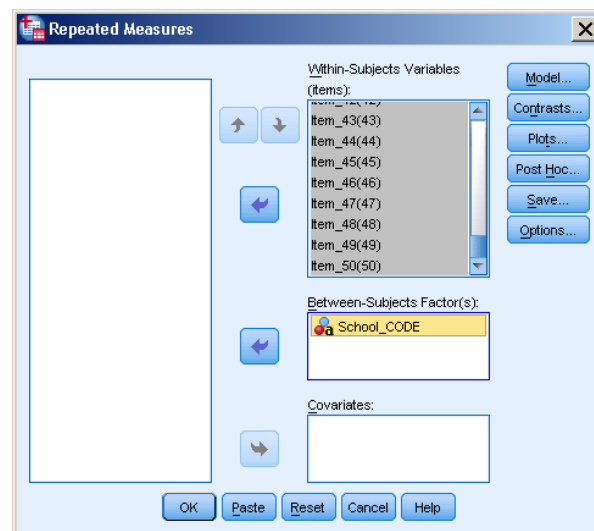 Repeated Measures
Within-Subjects Variables
(items):
Item_42(42)
Item_43(43)
Item_44(44)
Item_45(45)
Item_46(46)
Item_47(47)
Item_48(48)
Item_49(49)
Item_50(50)
Between-Subjects Factor(s):
School_CODE
Covariates:
Model...
Contrasts...
Plots...
Post Hoc...
Save...
Options...
OK Paste Reset Cancel Help